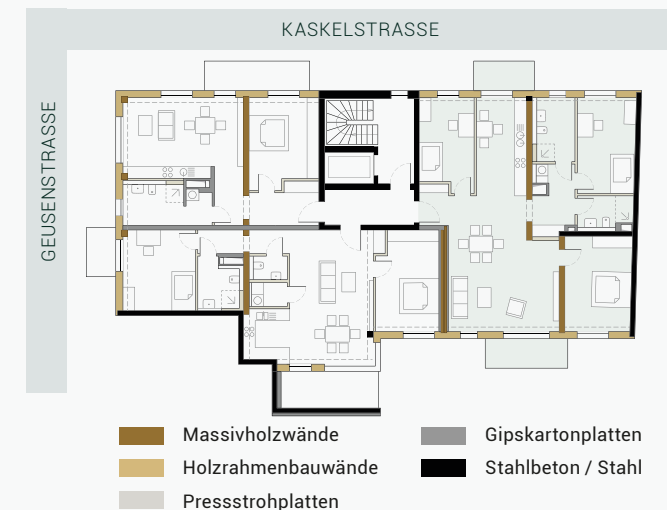 KASKELSTRASSE
GEUSENSTRASSE
Massivholzwände
Holzrahmenbauwände
Pressstrohplatten
Gipskartonplatten
Stahlbeton / Stahl